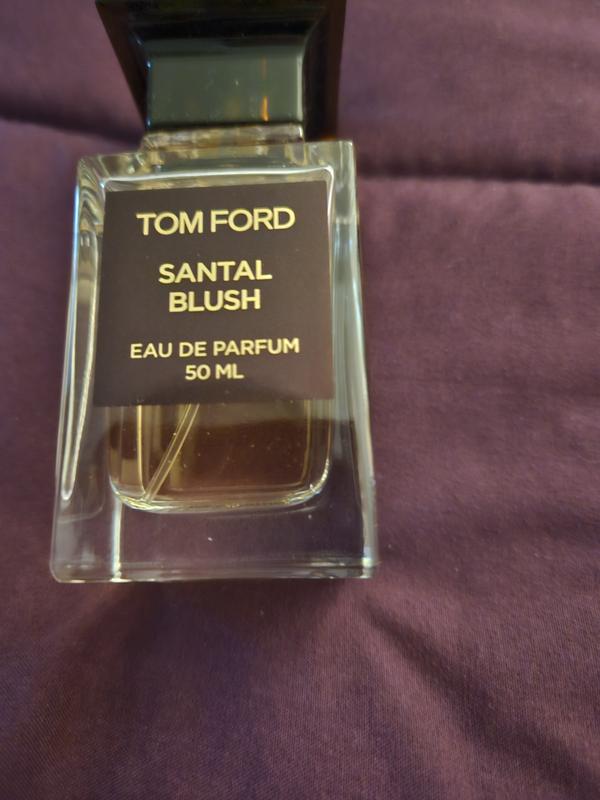 TOM FORD
SANTAL
BLUSH
EAU DE PARFUM
50 ML